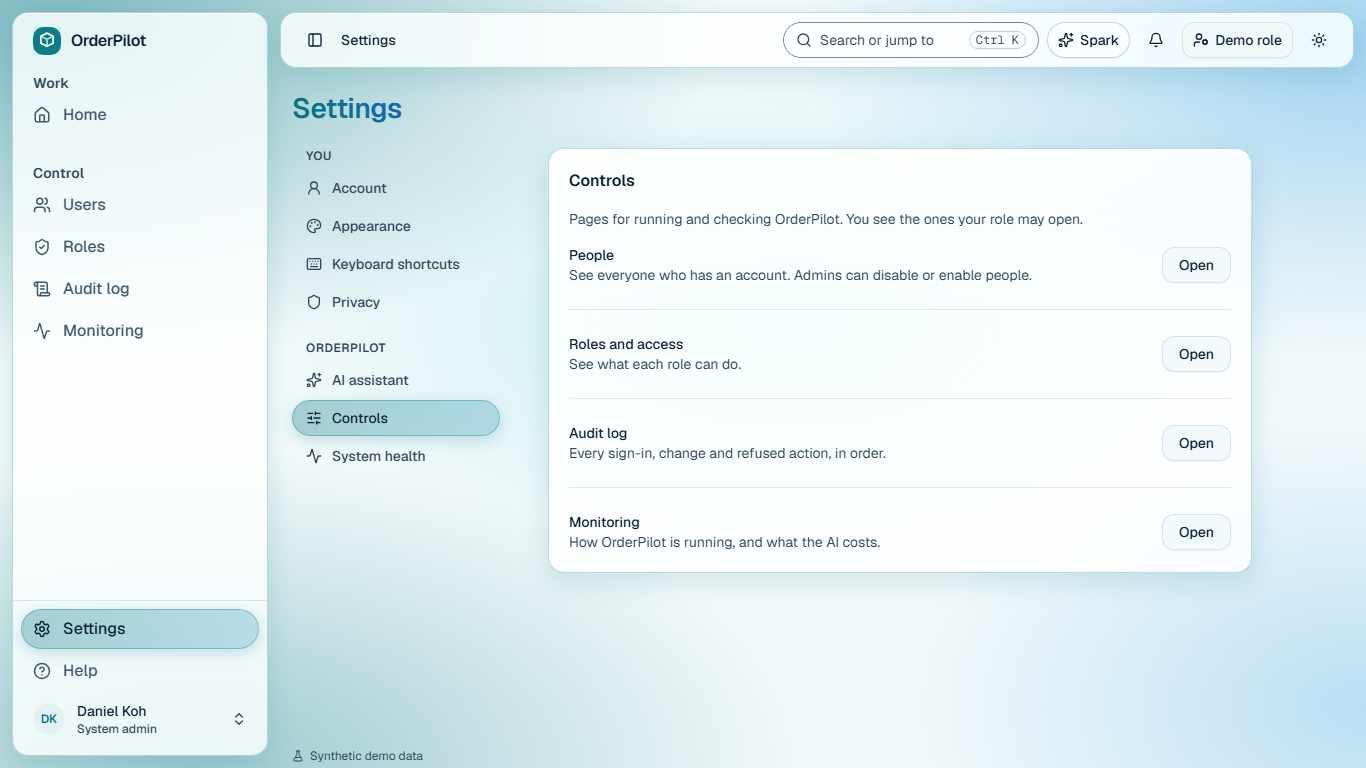 OrderPilot
Work
Home
Control
Users
Roles
Audit log
Monitoring
Settings
Help
DK
Daniel Koh
System admin
Settings
Search or jump to
Ctrl K
Spark
Demo role
Settings
YOU
Account
Appearance
Keyboard shortcuts
Privacy
ORDERPILOT
AI assistant
Controls
System health
Controls
Pages for running and checking OrderPilot. You see the ones your role may open.
People
See everyone who has an account. Admins can disable or enable people.
Open
Roles and access
See what each role can do.
Open
Audit log
Every sign-in, change and refused action, in order.
Open
Monitoring
How OrderPilot is running, and what the AI costs.
Open
Synthetic demo data